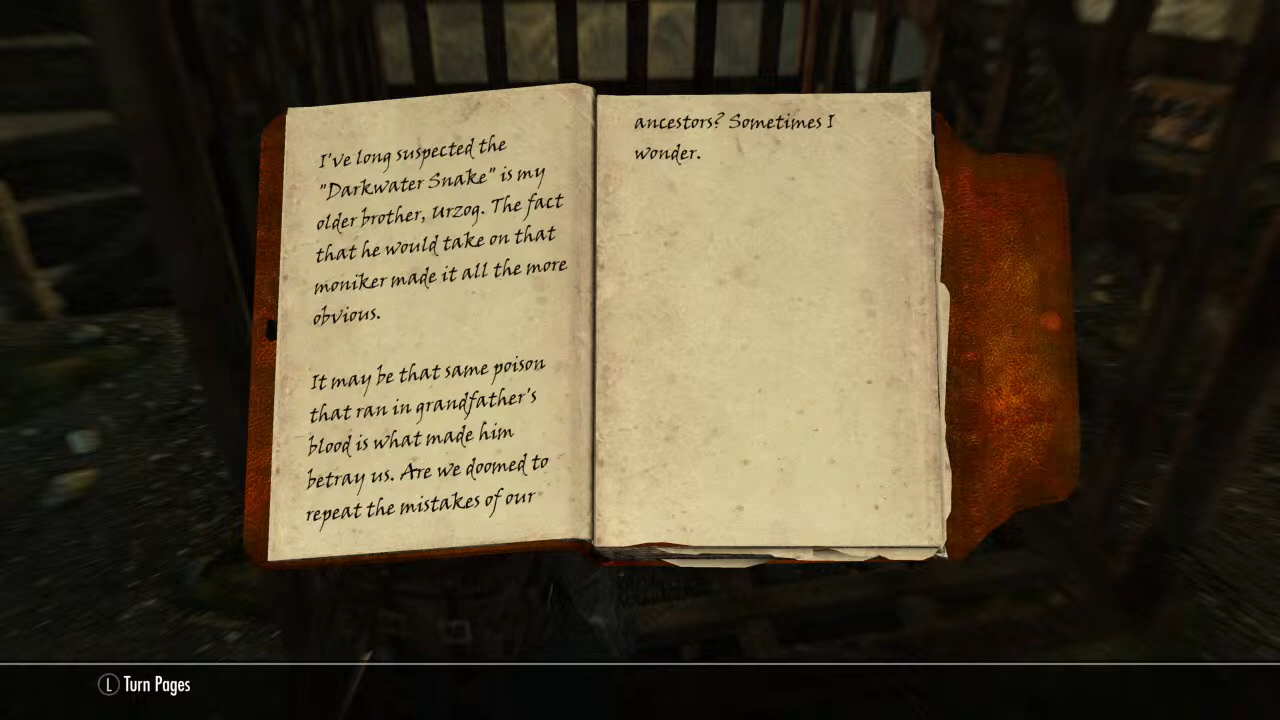 I've long suspected the
"Darkwater Snake" is my
older brother, Urzog. The fact
that he would take on that
moniker made it all the more
obvious.
It may be that same poison
that ran in grandfather's
blood is what made him
betray us. Are we doomed to
repeat the mistakes of our
ancestors? Sometimes I
wonder.
L Turn Pages